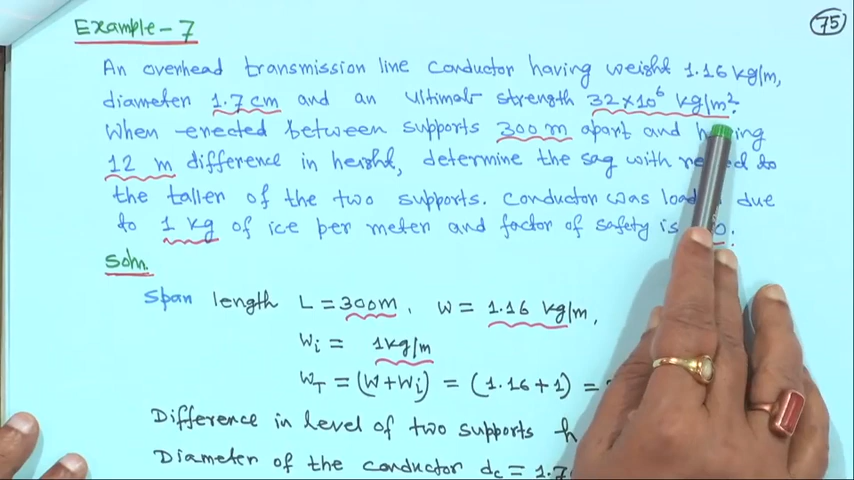 75
Example-7
An overhead transmission line conductor having weight 1.16 kg/m,
diameter 1.7 cm and an ultimate strength 32×10⁶ kg/m².
When erected between supports 300 m apart and having
12 m difference in height, determine the sag with to
the taller of the two supports. Conductor was due
to 1 kg of ice per meter and factor of safety is
Soln.
Span length L = 300m, W = 1.16 kg/m,
Wi = 1kg/m
WT = (W+Wi) = (1.16+1) =
Difference in level of two supports h
Diameter of the conductor dc = 1.7